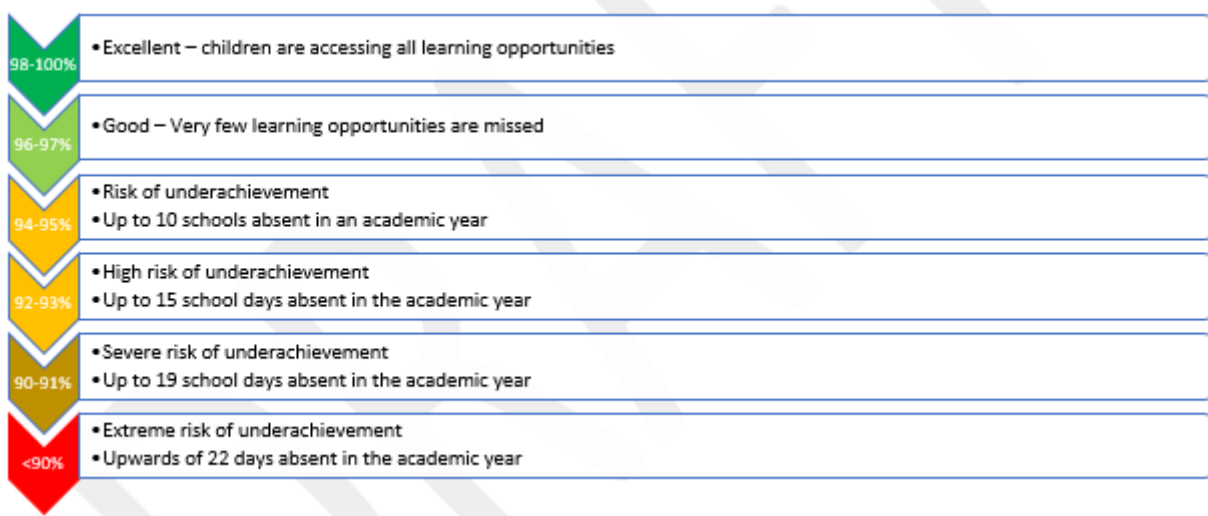 98-100%
•Excellent – children are accessing all learning opportunities
96-97%
•Good – Very few learning opportunities are missed
94-95%
•Risk of underachievement
•Up to 10 schools absent in an academic year
92-93%
•High risk of underachievement
•Up to 15 school days absent in the academic year
90-91%
•Severe risk of underachievement
•Up to 19 school days absent in the academic year
<90%
•Extreme risk of underachievement
•Upwards of 22 days absent in the academic year